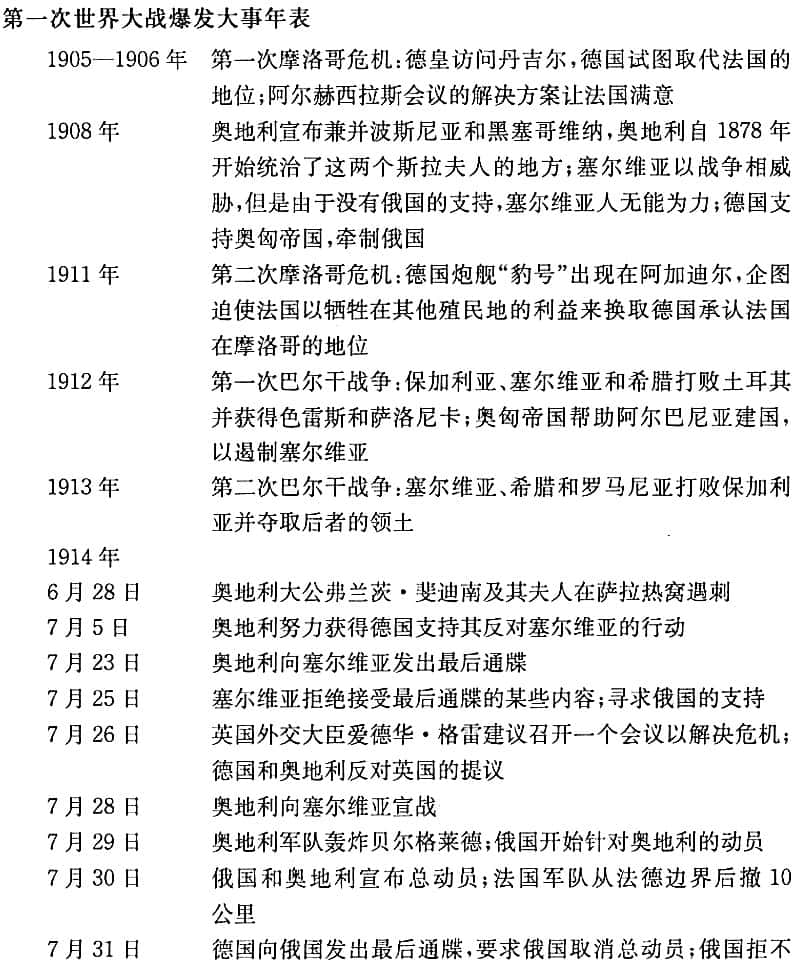 第一次世界大战爆发大事年表
1905—1906 年 第一次摩洛哥危机:德皇访问丹吉尔,德国试图取代法国的
地位;阿尔赫西拉斯会议的解决方案让法国满意
1908 年 奥地利宣布兼并波斯尼亚和黑塞哥维纳,奥地利自 1878 年
开始统治了这两个斯拉夫人的地方;塞尔维亚以战争相威
胁,但是由于没有俄国的支持,塞尔维亚人无能为力;德国支
持奥匈帝国,牵制俄国
1911 年 第二次摩洛哥危机:德国炮舰“豹号”出现在阿加迪尔,企图
迫使法国以牺牲在其他殖民地的利益来换取德国承认法国
在摩洛哥的地位
1912 年 第一次巴尔干战争:保加利亚、塞尔维亚和希腊打败土耳其
并获得色雷斯和萨洛尼卡;奥匈帝国帮助阿尔巴尼亚建国,
以遏制塞尔维亚
1913 年 第二次巴尔干战争:塞尔维亚、希腊和罗马尼亚打败保加利
亚并夺取后者的领土
1914 年
6 月 28 日 奥地利大公弗兰茨·斐迪南及其夫人在萨拉热窝遇刺
7 月 5 日 奥地利努力获得德国支持其反对塞尔维亚的行动
7 月 23 日 奥地利向塞尔维亚发出最后通牒
7 月 25 日 塞尔维亚拒绝接受最后通牒的某些内容;寻求俄国的支持
7 月 26 日 英国外交大臣爱德华·格雷建议召开一个会议以解决危机;
德国和奥地利反对英国的提议
7 月 28 日 奥地利向塞尔维亚宣战
7 月 29 日 奥地利军队轰炸贝尔格莱德;俄国开始针对奥地利的动员
7 月 30 日 俄国和奥地利宣布总动员;法国军队从法德边界后撤 10
公里
7 月 31 日 德国向俄国发出最后通牒,要求俄国取消总动员;俄国拒不